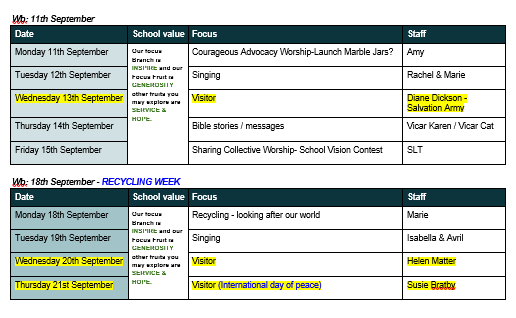 Wb: 11th September
Date School value Focus Staff
Monday 11th September Courageous Advocacy Worship-Launch Marble Jars? Amy
Our focus
Branch is
INSPIRE and our
Focus Fruit is
GENEROSITY
other fruits you
may explore are
SERVICE &
HOPE.
Tuesday 12th September Singing Rachel & Marie
Wednesday 13th September Visitor Diane Dickson -
Salvation Army
Thursday 14th September Bible stories / messages Vicar Karen / Vicar Cat
Friday 15th September Sharing Collective Worship- School Vision Contest SLT
Wb: 18th September - RECYCLING WEEK
Date School value Focus Staff
Monday 18th September Recycling - looking after our world Marie
Our focus
Branch is
INSPIRE and our
Focus Fruit is
GENEROSITY
other fruits you
may explore are
SERVICE &
HOPE.
Tuesday 19th September Singing Isabella & Avril
Wednesday 20th September Visitor Helen Matter
Thursday 21st September Visitor (International day of peace) Susie Bratby